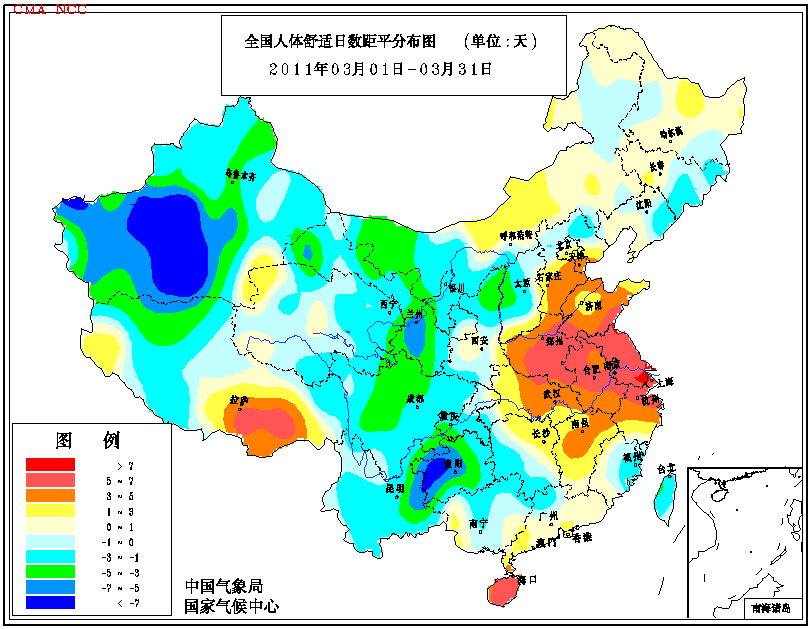 CMA NCC
全国人体舒适日数距平分布图 (单位:天)
2011年03月01日-03月31日
哈尔滨
长春
乌鲁木齐
沈阳
呼和浩特
北京
天津
石家庄
太原
银川
济南
西宁
兰州
郑州
西安
合肥
南京
上海
拉萨
成都
武汉
杭州
重庆
南昌
长沙
贵阳
福州
昆明
台北
广州
南宁
香港
澳门
海口
图 例
> 7
5 ~ 7
3 ~ 5
1 ~ 3
0 ~ 1
-1 ~ 0
-3 ~ -1
-5 ~ -3
-7 ~ -5
< -7
中国气象局
国家气候中心
南海诸岛